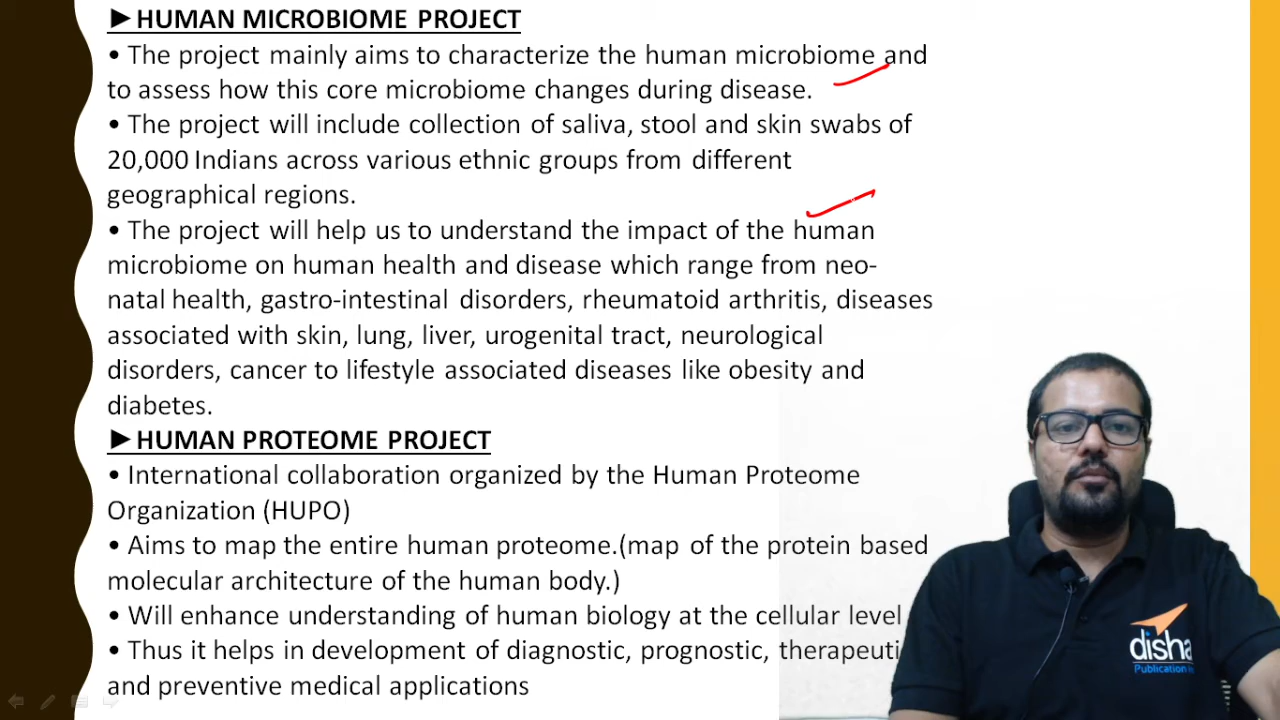 ►HUMAN MICROBIOME PROJECT
• The project mainly aims to characterize the human microbiome and
to assess how this core microbiome changes during disease.
• The project will include collection of saliva, stool and skin swabs of
20,000 Indians across various ethnic groups from different
geographical regions.
• The project will help us to understand the impact of the human
microbiome on human health and disease which range from neo-
natal health, gastro-intestinal disorders, rheumatoid arthritis, diseases
associated with skin, lung, liver, urogenital tract, neurological
disorders, cancer to lifestyle associated diseases like obesity and
diabetes.
►HUMAN PROTEOME PROJECT
• International collaboration organized by the Human Proteome
Organization (HUPO)
• Aims to map the entire human proteome.(map of the protein based
molecular architecture of the human body.)
• Will enhance understanding of human biology at the cellular level
• Thus it helps in development of diagnostic, prognostic, therapeuti
and preventive medical applications
disha
Publication